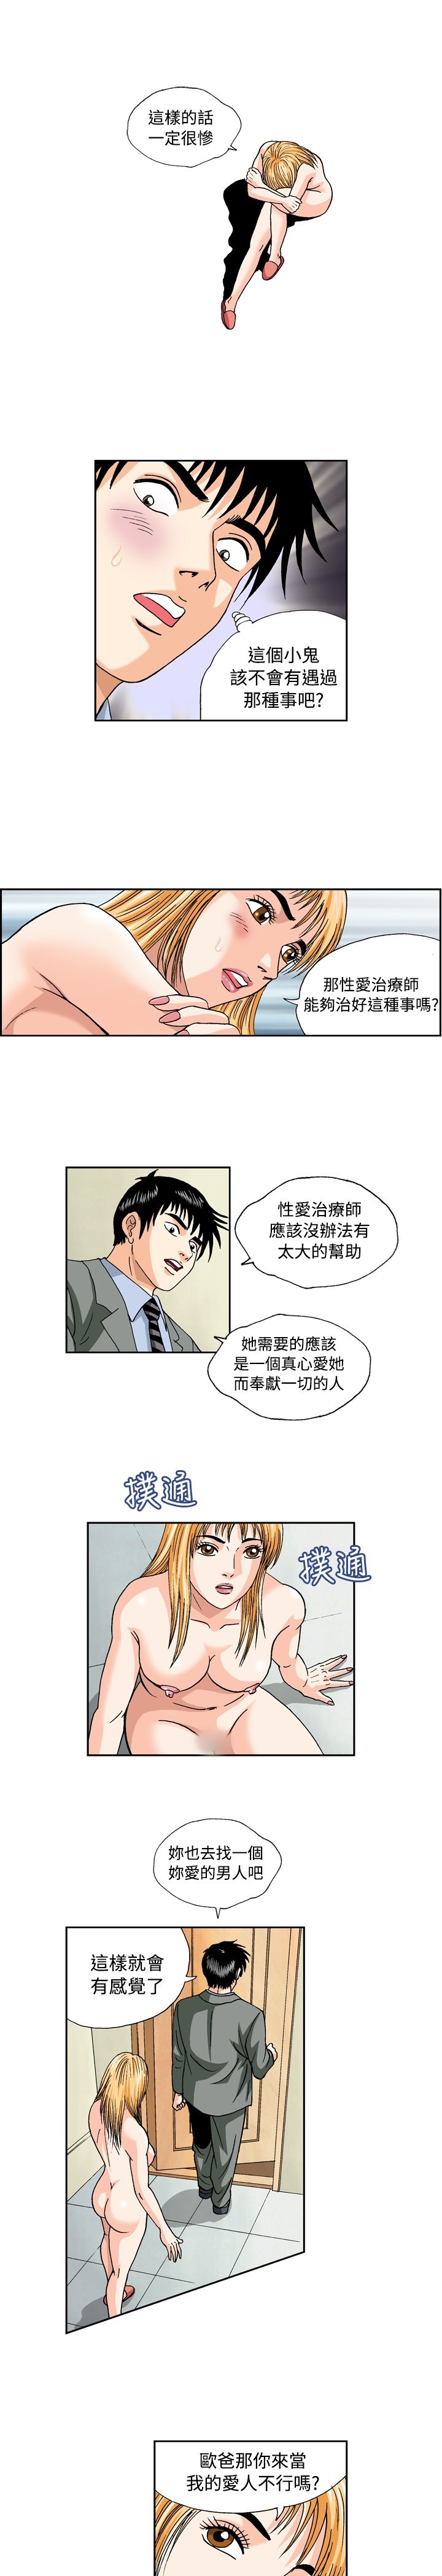 這樣的話
一定很慘
這個小鬼
該不會有遇過
那種事吧?
那性愛治療師
能夠治好這種事嗎?
性愛治療師
應該沒辦法有
太大的幫助
她需要的應該
是一個真心愛她
而奉獻一切的人
撲通
撲通
妳也去找一個
妳愛的男人吧
這樣就會
有感覺了
歐爸那你來當
我的愛人不行嗎?